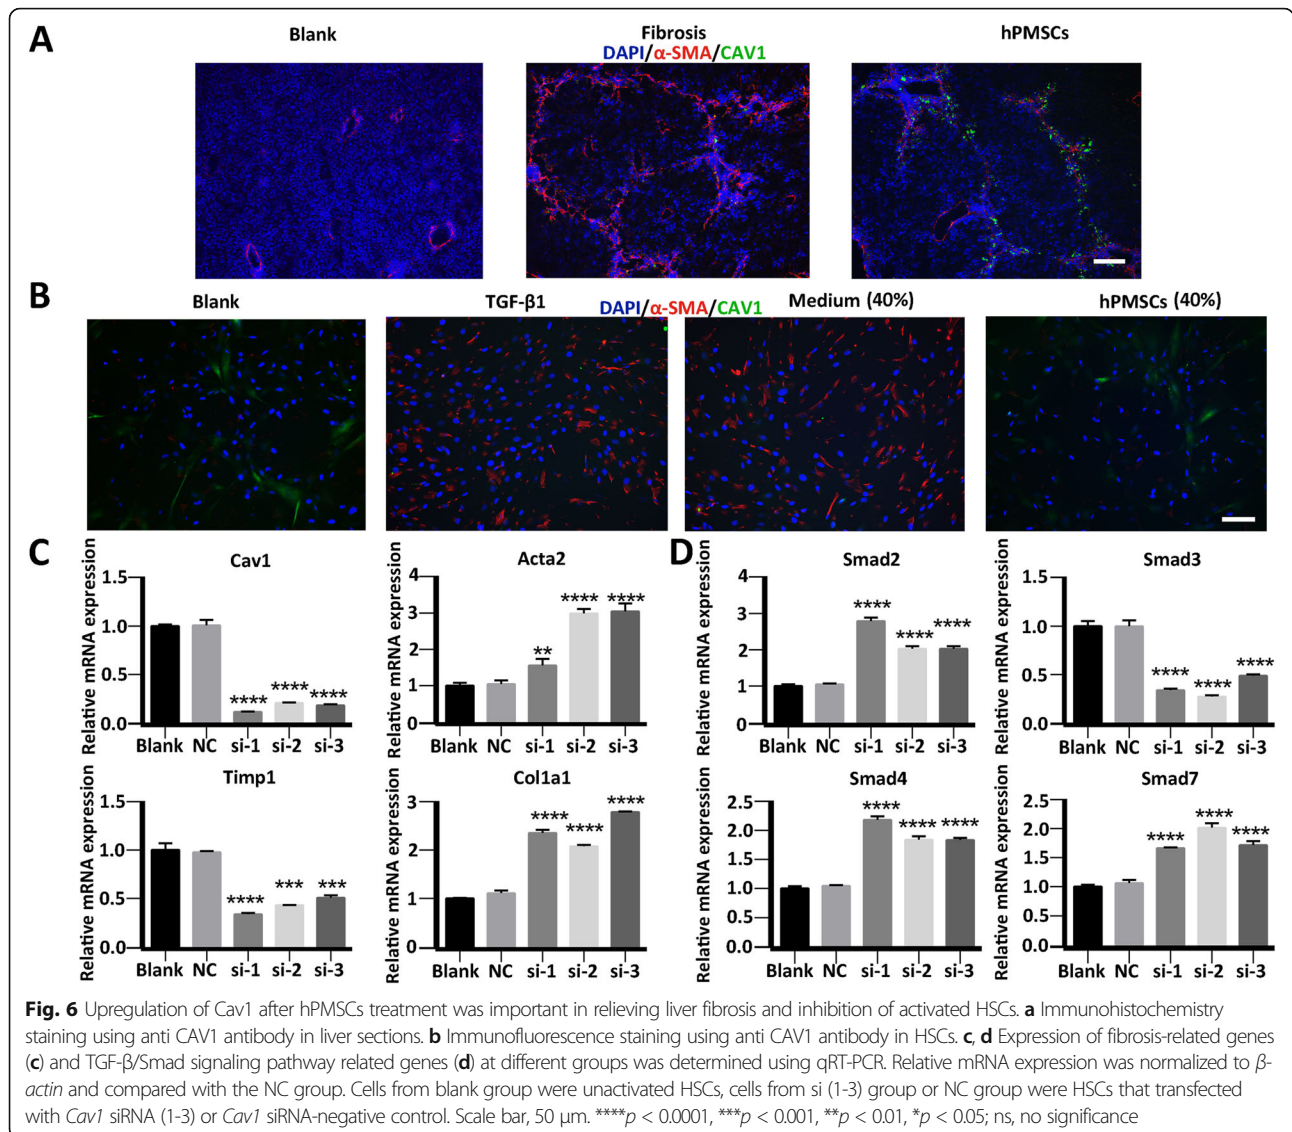 A
Blank
Fibrosis
hPMSCs
DAPI/α-SMA/CAV1
B
Blank
TGF-β1
DAPI/α-SMA/CAV1
Medium (40%)
hPMSCs (40%)
C
Cav1
Relative mRNA expression
1.5
1.0
0.5
0.0
**** **** ****
Blank NC si-1 si-2 si-3
Acta2
Relative mRNA expression
4
3
2
1
0
** **** ****
Blank NC si-1 si-2 si-3
D
Smad2
Relative mRNA expression
4
3
2
1
0
**** **** ****
Blank NC si-1 si-2 si-3
Smad3
Relative mRNA expression
1.5
1.0
0.5
0.0
**** **** ****
Blank NC si-1 si-2 si-3
Timp1
Relative mRNA expression
1.5
1.0
0.5
0.0
**** *** ***
Blank NC si-1 si-2 si-3
Col1a1
Relative mRNA expression
3
2
1
0
**** **** ****
Blank NC si-1 si-2 si-3
Smad4
Relative mRNA expression
2.5
2.0
1.5
1.0
0.5
0.0
**** **** ****
Blank NC si-1 si-2 si-3
Smad7
Relative mRNA expression
2.5
2.0
1.5
1.0
0.5
0.0
**** **** ****
Blank NC si-1 si-2 si-3
Fig. 6 Upregulation of Cav1 after hPMSCs treatment was important in relieving liver fibrosis and inhibition of activated HSCs. a Immunohistochemistry
staining using anti CAV1 antibody in liver sections. b Immunofluorescence staining using anti CAV1 antibody in HSCs. c, d Expression of fibrosis-related genes
(c) and TGF-β/Smad signaling pathway related genes (d) at different groups was determined using qRT-PCR. Relative mRNA expression was normalized to β-
actin and compared with the NC group. Cells from blank group were unactivated HSCs, cells from si (1-3) group or NC group were HSCs that transfected
with Cav1 siRNA (1-3) or Cav1 siRNA-negative control. Scale bar, 50 μm. ****p < 0.0001, ***p < 0.001, **p < 0.01, *p < 0.05; ns, no significance